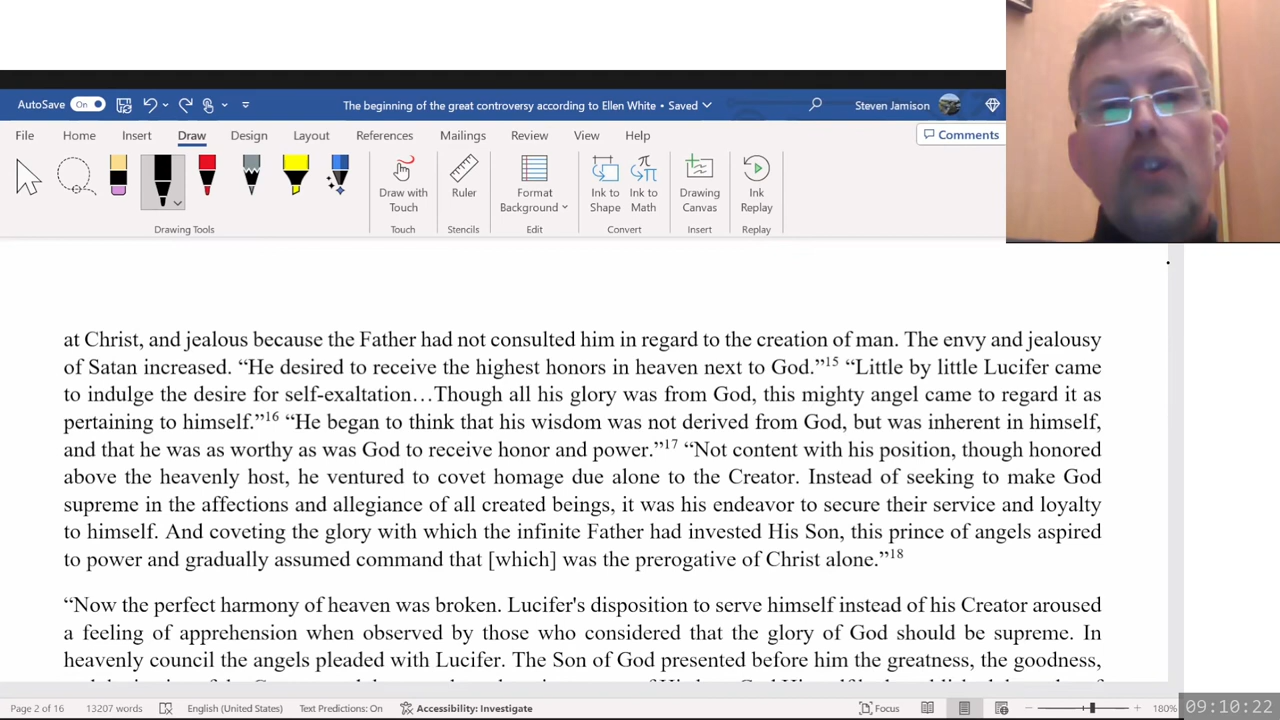 AutoSave On The beginning of the great controversy according to Ellen White • Saved Steven Jamison
File Home Insert Draw Design Layout References Mailings Review View Help Comments
Draw with Touch
Ruler
Format Background
Ink to Shape
Ink to Math
Drawing Canvas
Ink Replay
Drawing Tools Touch Stencils Edit Convert Insert Replay
at Christ, and jealous because the Father had not consulted him in regard to the creation of man. The envy and jealousy
of Satan increased. “He desired to receive the highest honors in heaven next to God.”15 “Little by little Lucifer came
to indulge the desire for self-exaltation…Though all his glory was from God, this mighty angel came to regard it as
pertaining to himself.”16 “He began to think that his wisdom was not derived from God, but was inherent in himself,
and that he was as worthy as was God to receive honor and power.”17 “Not content with his position, though honored
above the heavenly host, he ventured to covet homage due alone to the Creator. Instead of seeking to make God
supreme in the affections and allegiance of all created beings, it was his endeavor to secure their service and loyalty
to himself. And coveting the glory with which the infinite Father had invested His Son, this prince of angels aspired
to power and gradually assumed command that [which] was the prerogative of Christ alone.”18
“Now the perfect harmony of heaven was broken. Lucifer's disposition to serve himself instead of his Creator aroused
a feeling of apprehension when observed by those who considered that the glory of God should be supreme. In
heavenly council the angels pleaded with Lucifer. The Son of God presented before him the greatness, the goodness,
Page 2 of 16 13207 words English (United States) Text Predictions: On Accessibility: Investigate Focus 180%
09:10:22